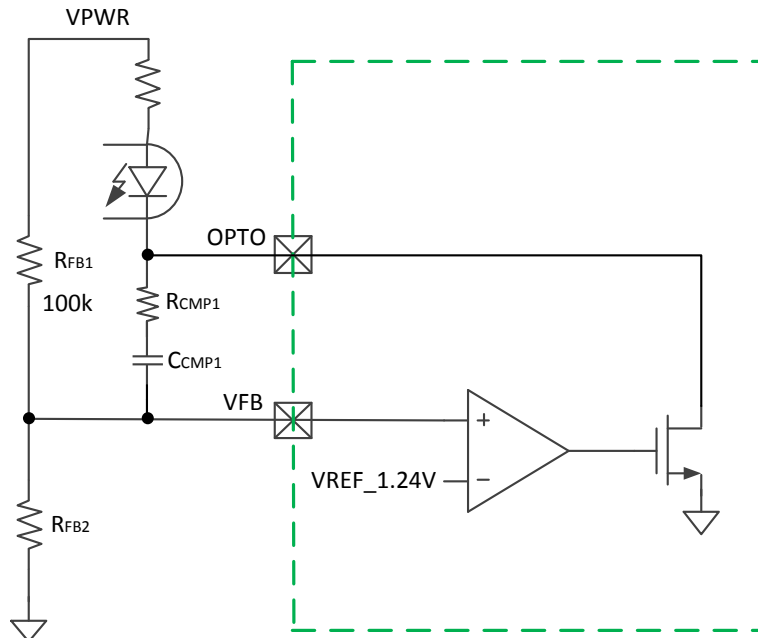 VPWR
OPTO
RFB1
100k
RCMP1
CCMP1
VFB
+
VREF_1.24V
−
RFB2